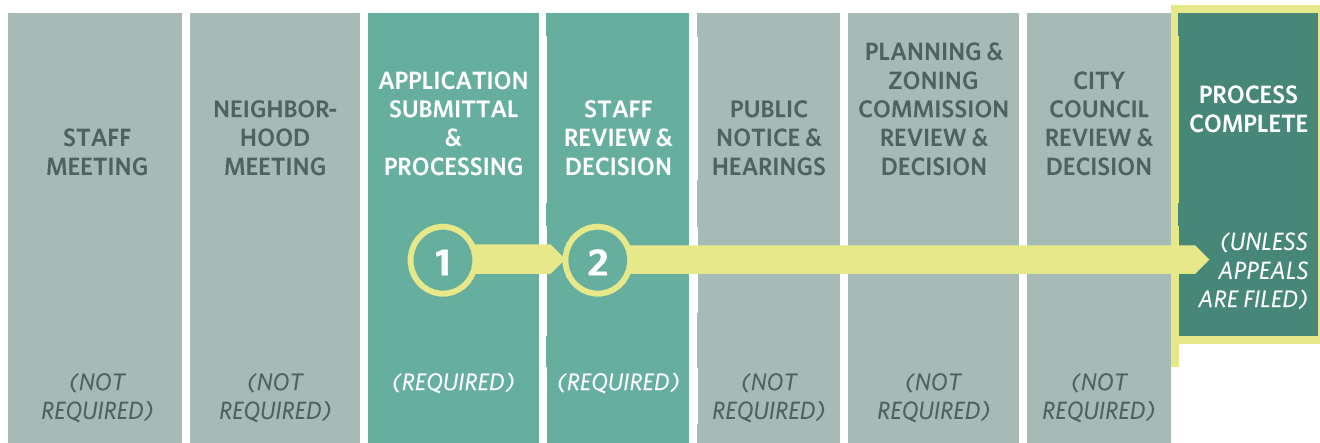 STAFF
MEETING
(NOT
REQUIRED)
NEIGHBOR-
HOOD
MEETING
(NOT
REQUIRED)
APPLICATION
SUBMITTAL
&
PROCESSING
1
(REQUIRED)
STAFF
REVIEW &
DECISION
2
(REQUIRED)
PUBLIC
NOTICE &
HEARINGS
(NOT
REQUIRED)
PLANNING &
ZONING
COMMISSION
REVIEW &
DECISION
(NOT
REQUIRED)
CITY
COUNCIL
REVIEW &
DECISION
(NOT
REQUIRED)
PROCESS
COMPLETE
(UNLESS
APPEALS
ARE FILED)